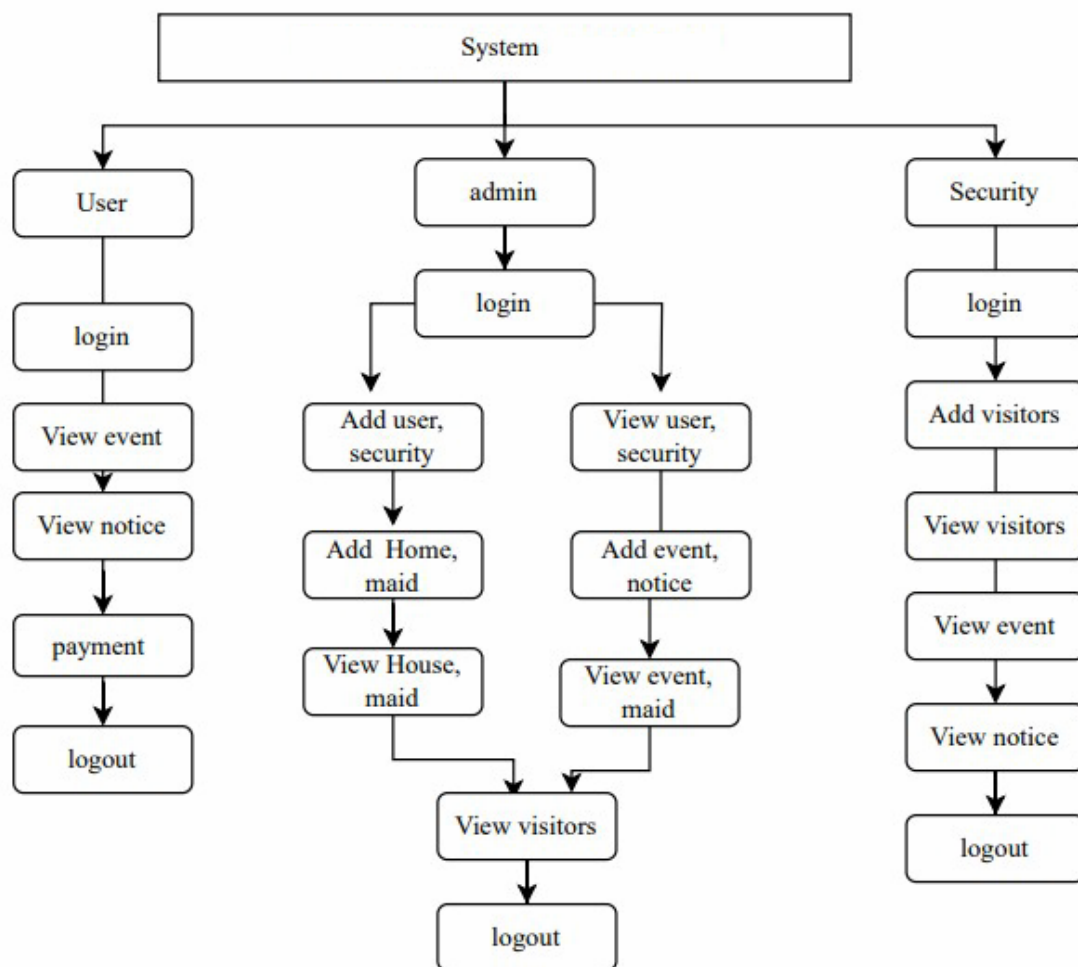 System
User
login
View event
View notice
payment
logout
admin
login
Add user,
security
Add Home,
maid
View House,
maid
View user,
security
Add event,
notice
View event,
maid
View visitors
logout
Security
login
Add visitors
View visitors
View event
View notice
logout